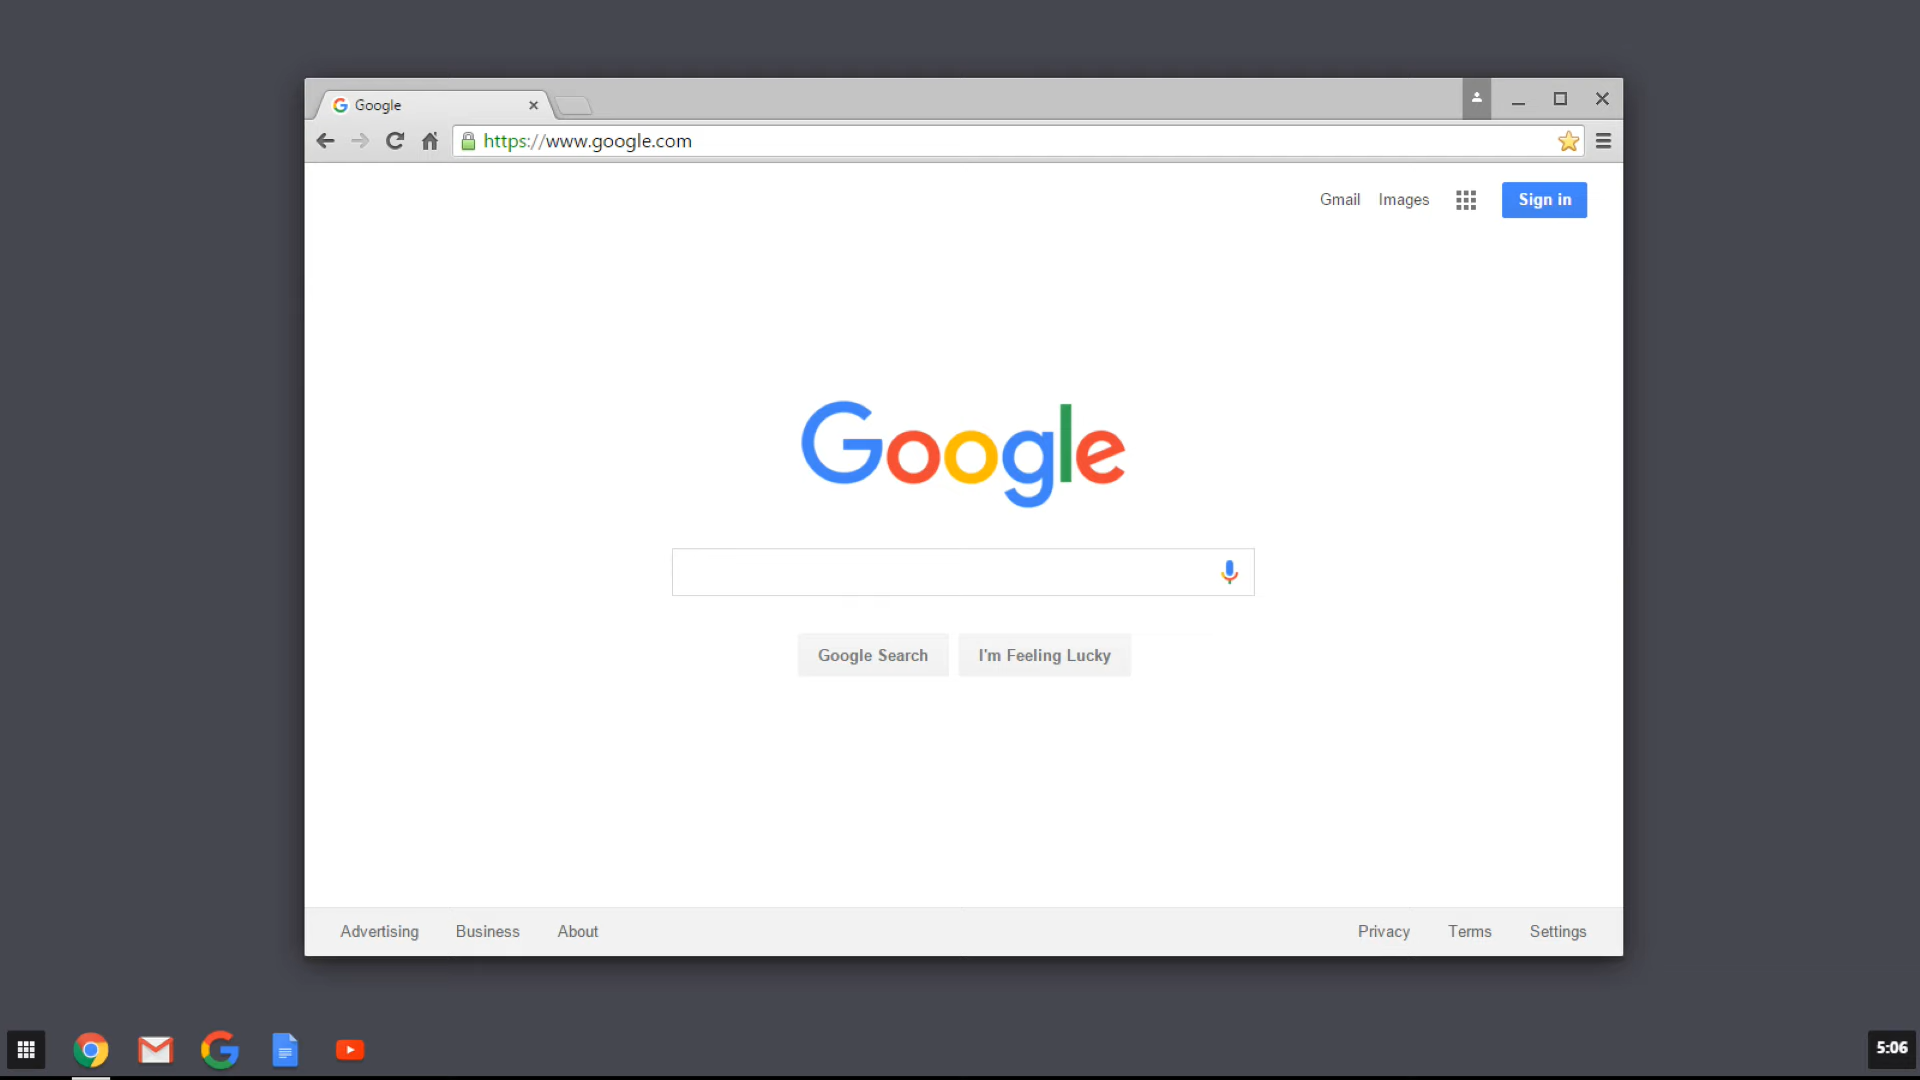 Google
https://www.google.com
Gmail Images Sign in
Google
Google Search I'm Feeling Lucky
Advertising Business About Privacy Terms Settings
5:06